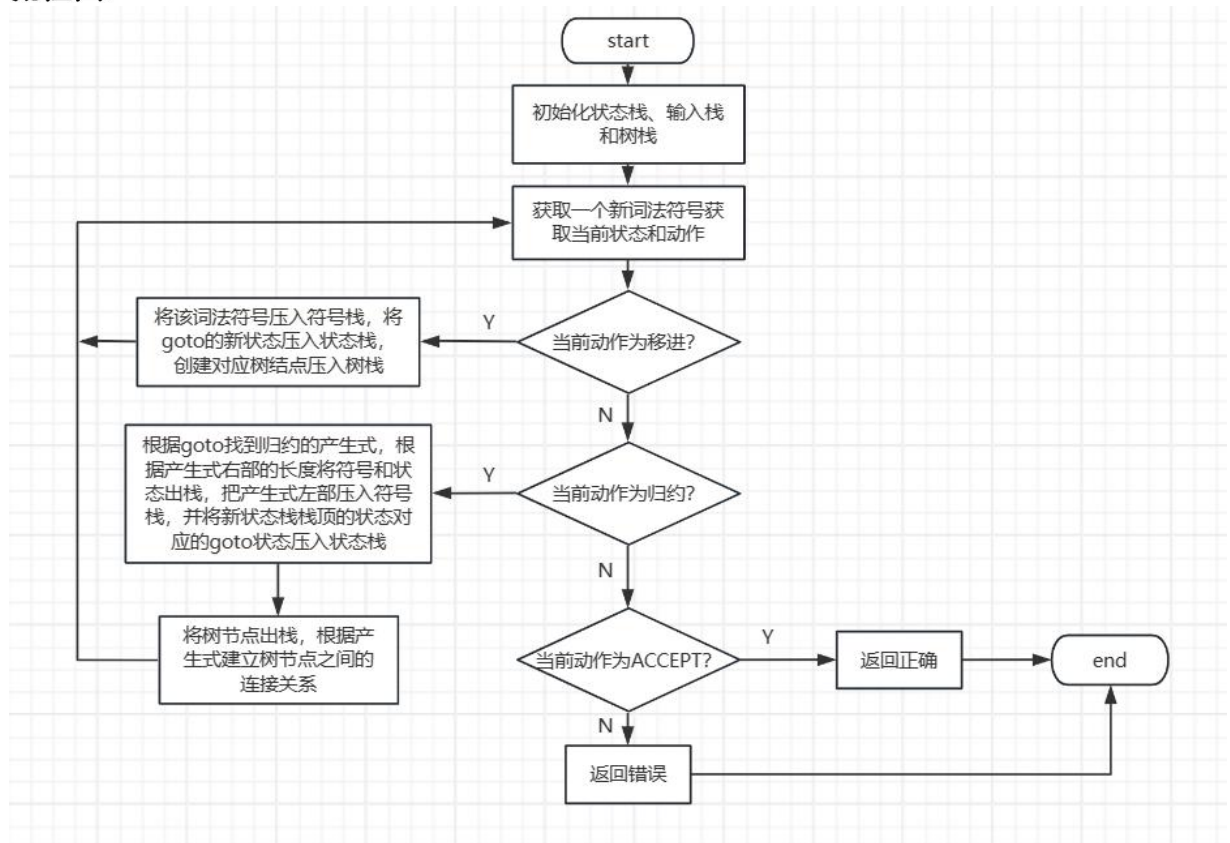 start
初始化状态栈、输入栈
和树栈
获取一个新词法符号获
取当前状态和动作
将该词法符号压入符号栈，将
goto的新状态压入状态栈，
创建对应树结点压入树栈
Y
当前动作为移进？
N
根据goto找到归约的产生式，根
据产生式右部的长度将符号和状
态出栈，把产生式左部压入符号
栈，并将新状态栈栈顶的状态对
应的goto状态压入状态栈
Y
当前动作为归约？
N
将树节点出栈，根据产
生式建立树节点之间的
连接关系
当前动作为ACCEPT？
Y
返回正确
end
N
返回错误